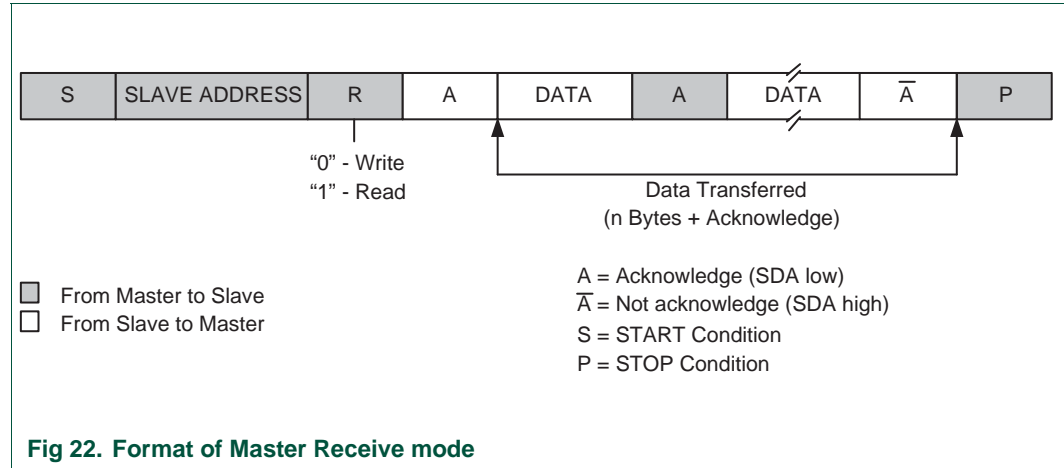 S SLAVE ADDRESS R A DATA A DATA A̅ P
“0” - Write
“1” - Read
Data Transferred
(n Bytes + Acknowledge)
From Master to Slave
From Slave to Master
A = Acknowledge (SDA low)
A̅ = Not acknowledge (SDA high)
S = START Condition
P = STOP Condition
Fig 22. Format of Master Receive mode